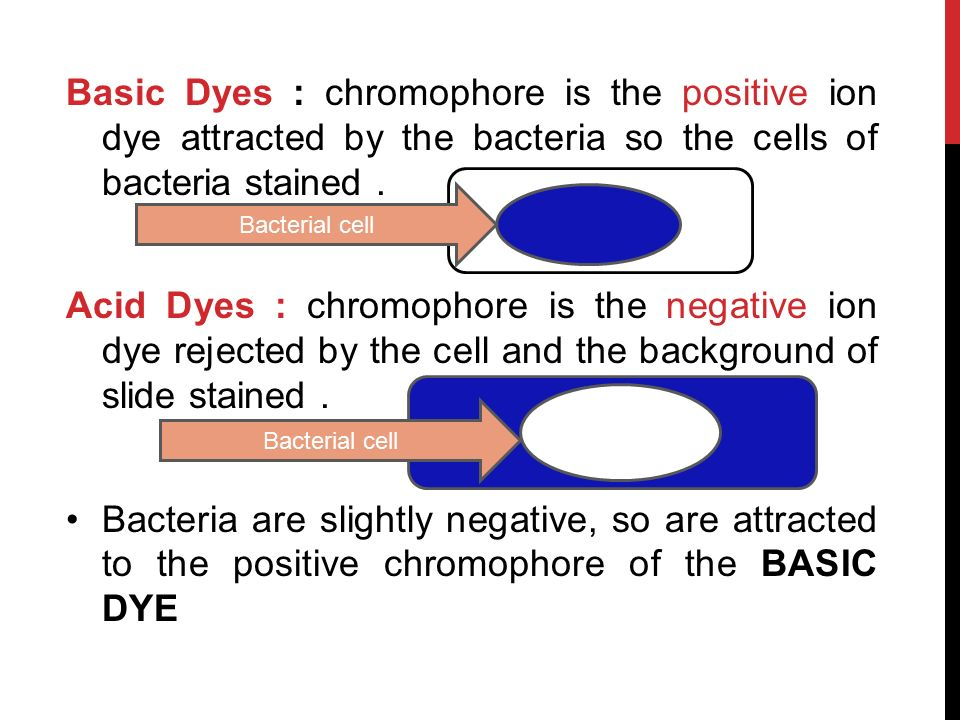 Basic Dyes : chromophore is the positive ion
dye attracted by the bacteria so the cells of
bacteria stained .
Bacterial cell
Acid Dyes : chromophore is the negative ion
dye rejected by the cell and the background of
slide stained .
Bacterial cell
• Bacteria are slightly negative, so are attracted
to the positive chromophore of the BASIC
DYE